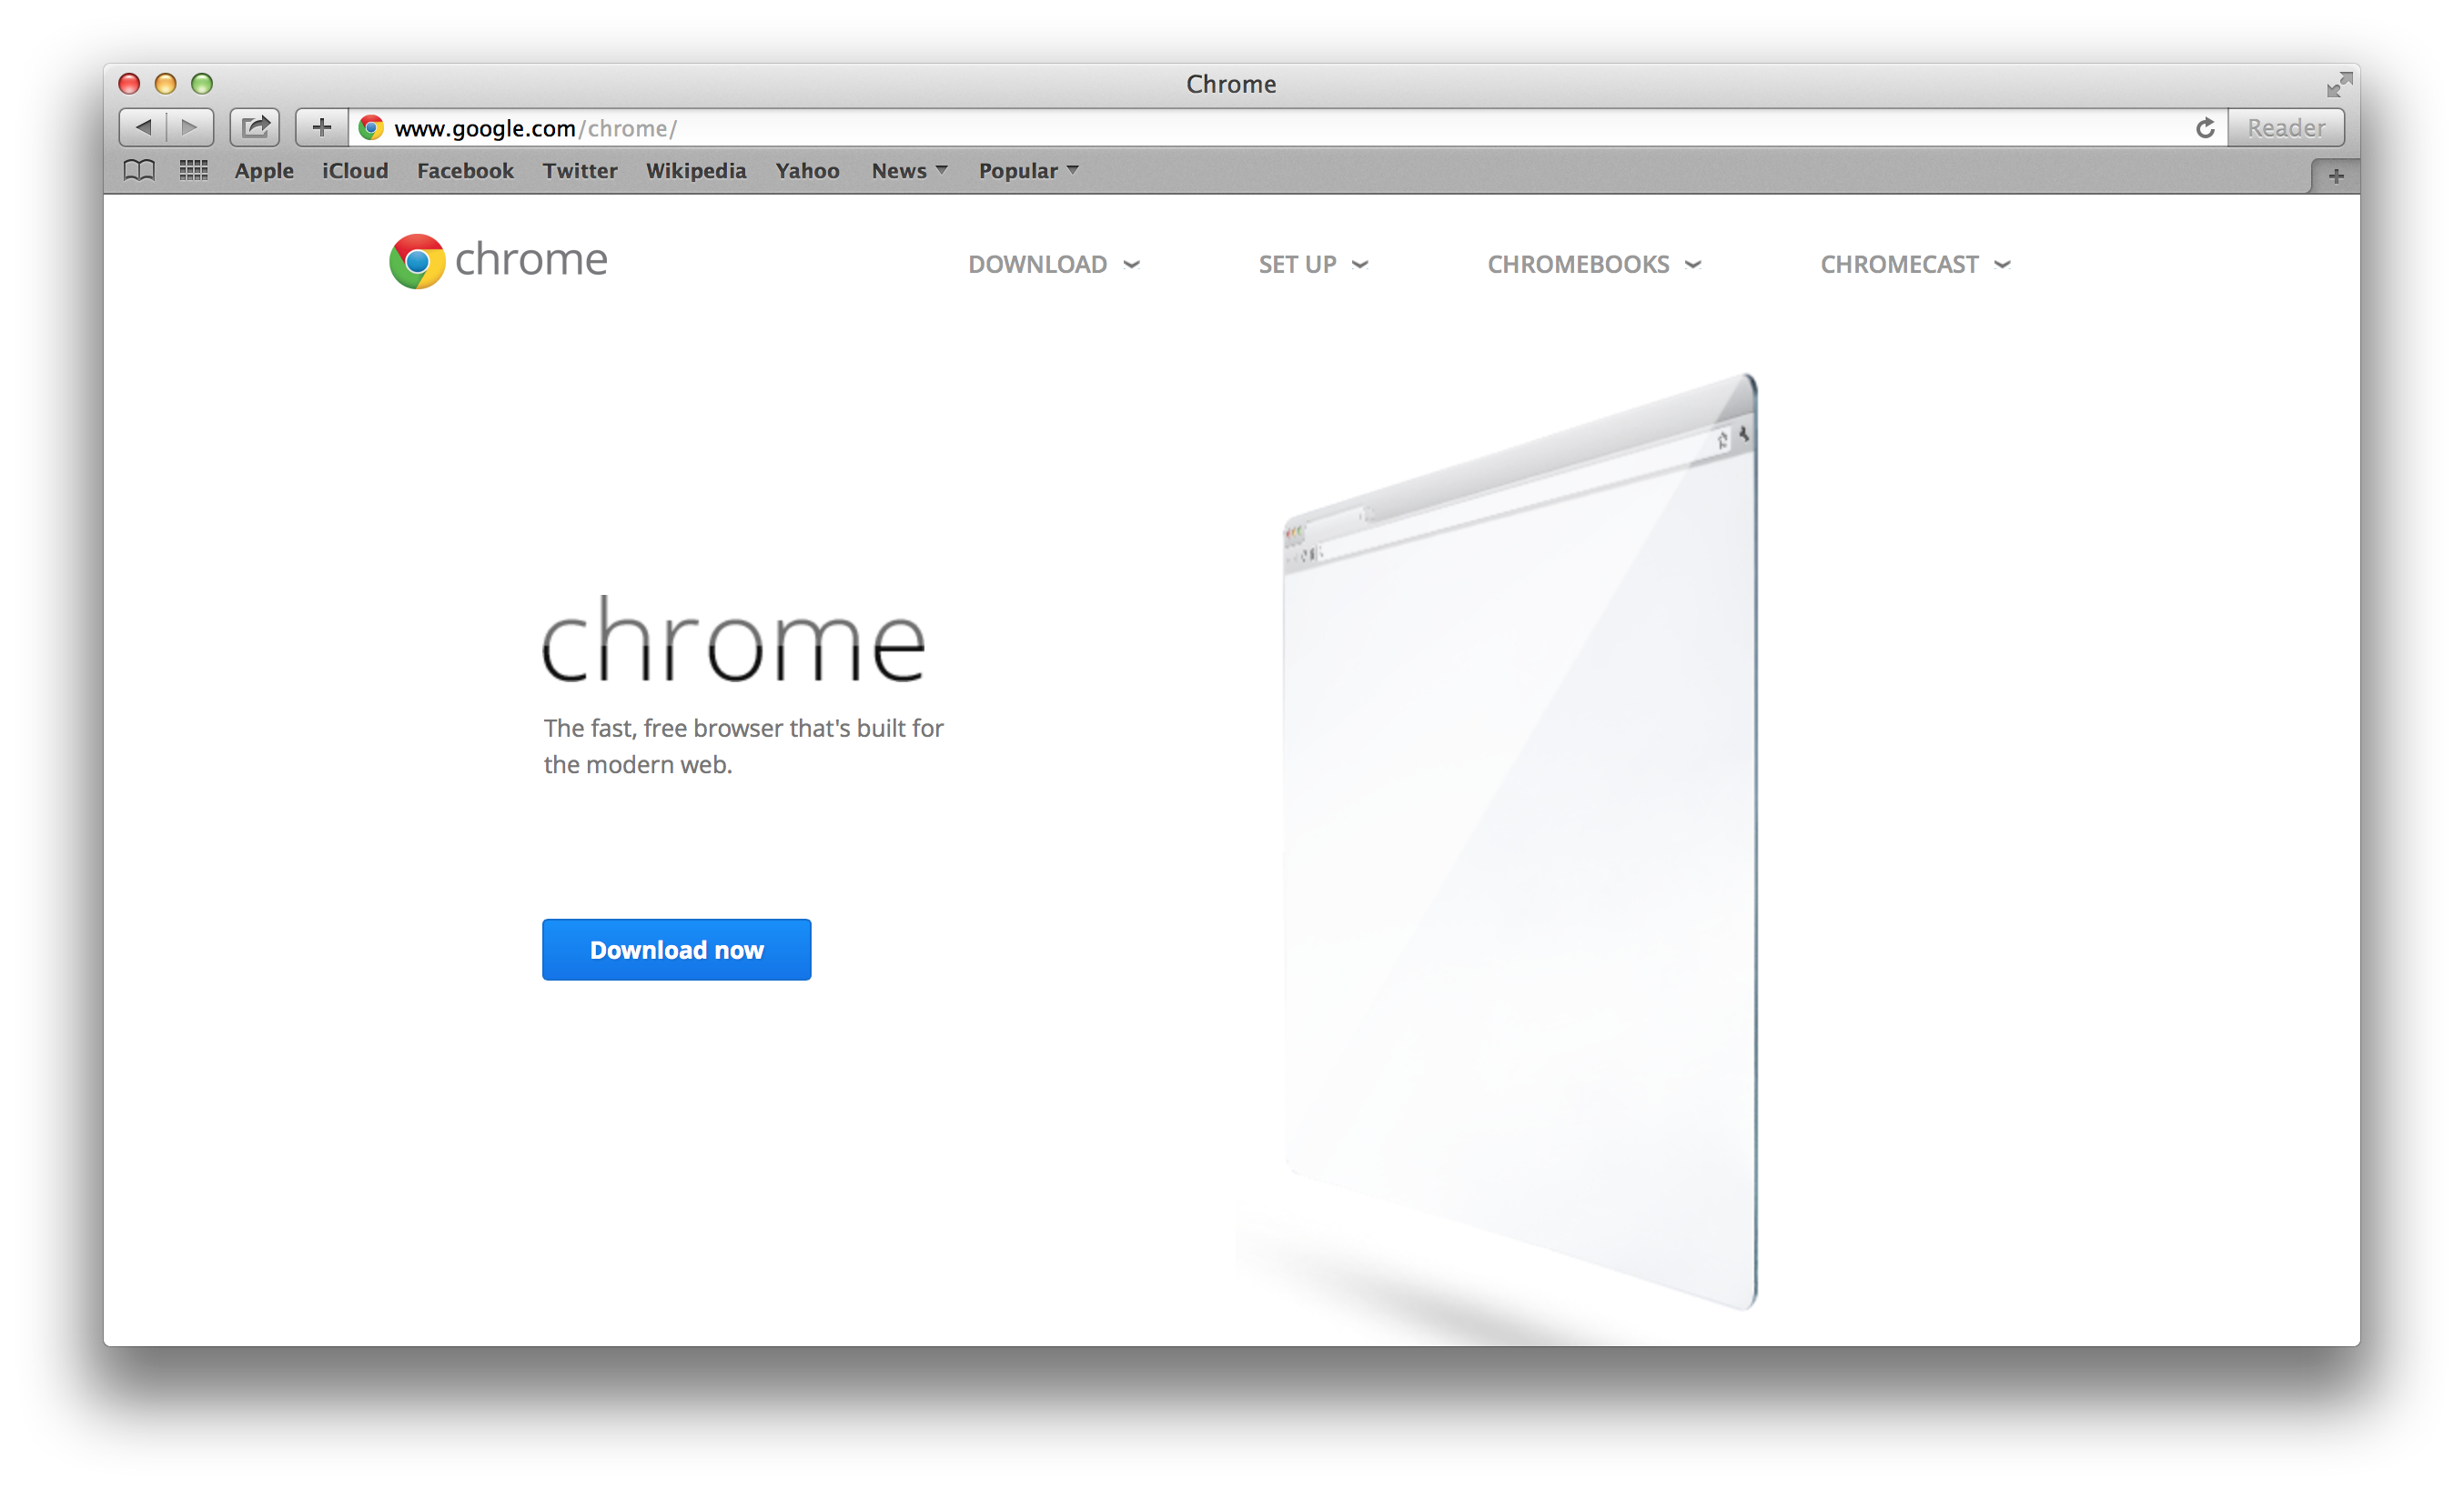 Chrome
www.google.com/chrome/
Reader
Apple iCloud Facebook Twitter Wikipedia Yahoo News Popular
chrome DOWNLOAD SET UP CHROMEBOOKS CHROMECAST
chrome
The fast, free browser that's built for
the modern web.
Download now